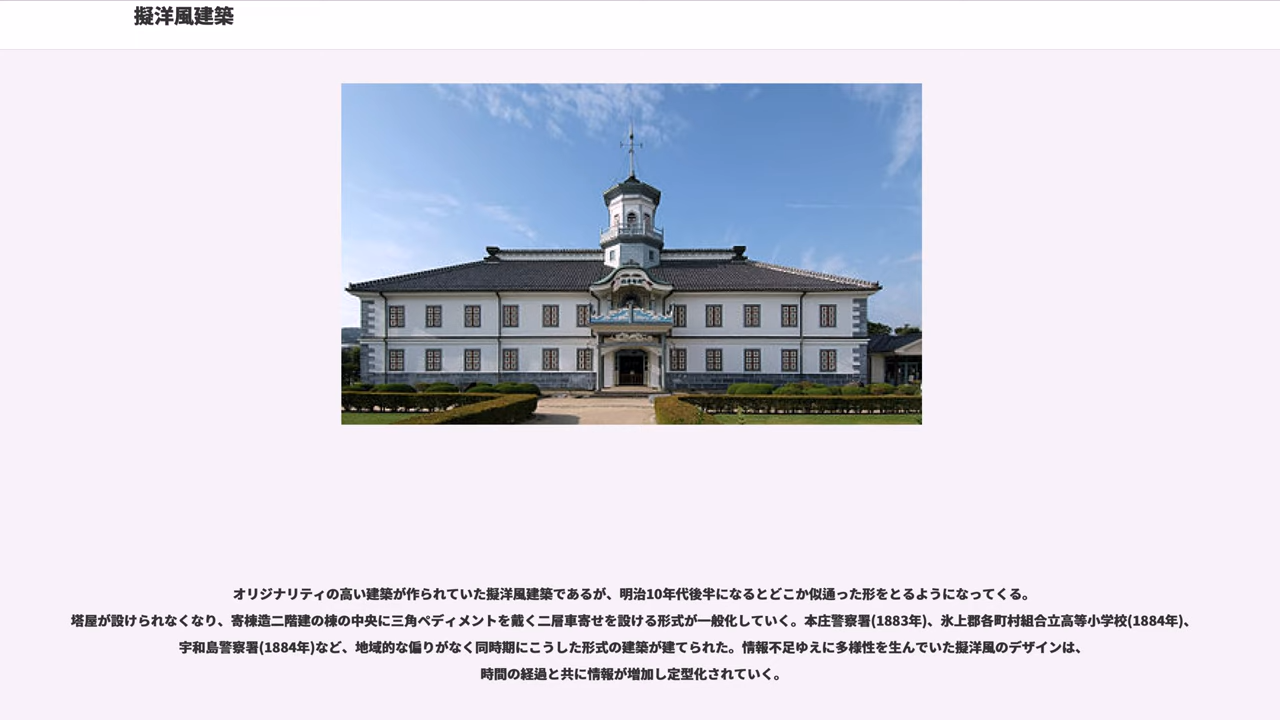 擬洋風建築
オリジナリティの高い建築が作られていた擬洋風建築であるが、明治10年代後半になるとどこか似通った形をとるようになってくる。
塔屋が設けられなくなり、寄棟造二階建の棟の中央に三角ペディメントを戴く二層車寄せを設ける形式が一般化していく。本庄警察署(1883年)、氷上郡各町村組合立高等小学校(1884年)、
宇和島警察署(1884年)など、地域的な偏りがなく同時期にこうした形式の建築が建てられた。情報不足ゆえに多様性を生んでいた擬洋風のデザインは、
時間の経過と共に情報が増加し定型化されていく。